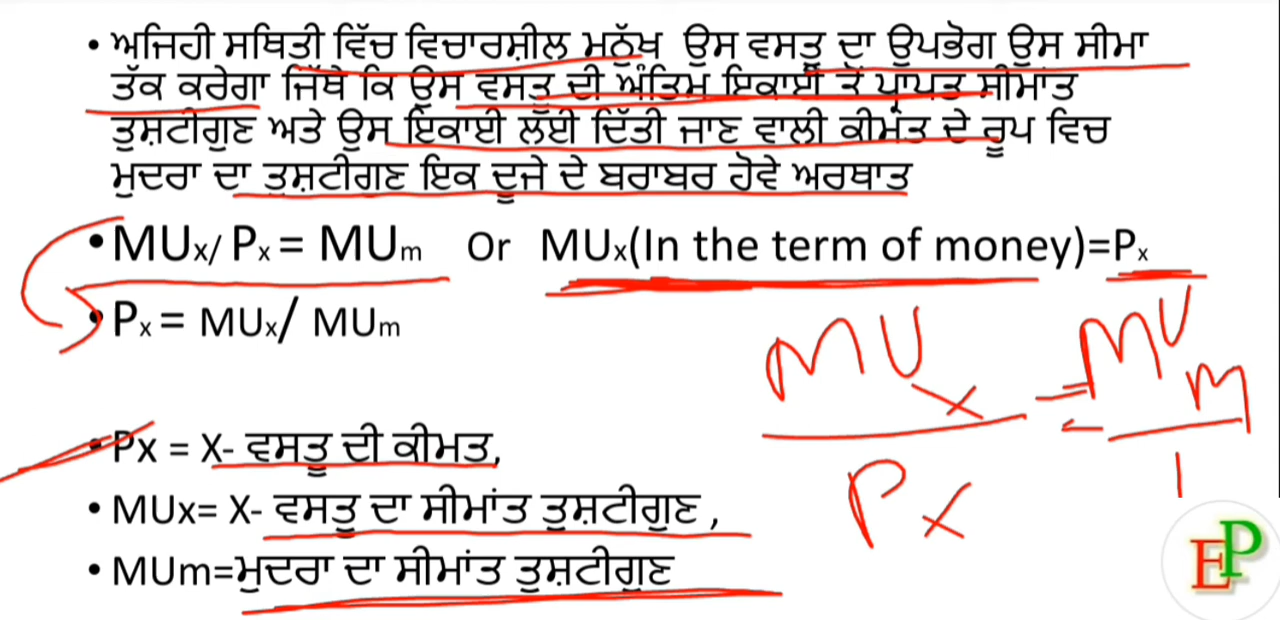 • ਅਜਿਹੀ ਸਥਿਤੀ ਵਿੱਚ ਵਿਚਾਰਸ਼ੀਲ ਮਨੁੱਖ ਉਸ ਵਸਤੂ ਦਾ ਉਪਭੋਗ ਉਸ ਸੀਮਾ
ਤੱਕ ਕਰੇਗਾ ਜਿੱਥੇ ਕਿ ਉਸ ਵਸਤੂ ਦੀ ਅੰਤਿਮ ਇਕਾਈ ਤੋਂ ਪ੍ਰਾਪਤ ਸੀਮਾਂਤ
ਤੁਸ਼ਟੀਗੁਣ ਅਤੇ ਉਸ ਇਕਾਈ ਲਈ ਦਿੱਤੀ ਜਾਣ ਵਾਲੀ ਕੀਮਤ ਦੇ ਰੂਪ ਵਿਚ
ਮੁਦਰਾ ਦਾ ਤੁਸ਼ਟੀਗੁਣ ਇਕ ਦੂਜੇ ਦੇ ਬਰਾਬਰ ਹੋਵੇ ਅਰਥਾਤ
• MUx/ Px = MUm Or MUx(In the term of money)=Px
• Px = MUx/ MUm
MUx = MUm
Px 1
• Px = X- ਵਸਤੂ ਦੀ ਕੀਮਤ,
• MUx= X- ਵਸਤੂ ਦਾ ਸੀਮਾਂਤ ਤੁਸ਼ਟੀਗੁਣ ,
• MUm=ਮੁਦਰਾ ਦਾ ਸੀਮਾਂਤ ਤੁਸ਼ਟੀਗੁਣ
EP